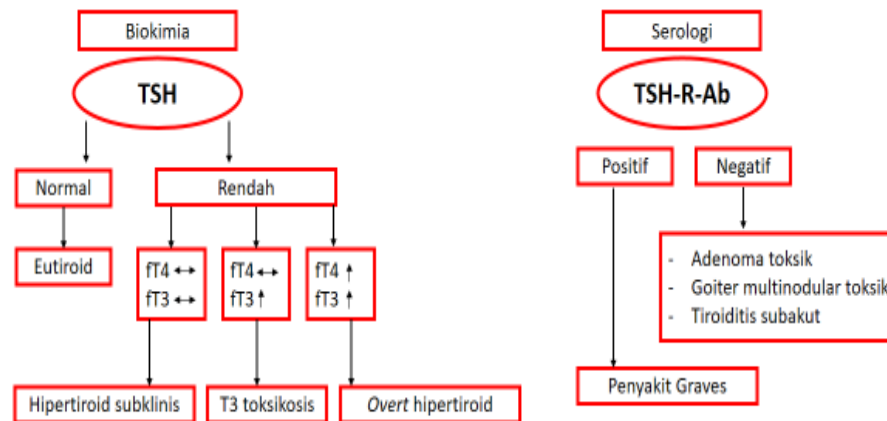 Biokimia
TSH
Normal
Rendah
Eutiroid
fT4 ↔
fT3 ↔
fT4 ↔
fT3 ↑
fT4 ↑
fT3 ↑
Hipertiroid subklinis
T3 toksikosis
Overt hipertiroid
Serologi
TSH-R-Ab
Positif
Negatif
- Adenoma toksik
- Goiter multinodular toksik
- Tiroiditis subakut
Penyakit Graves